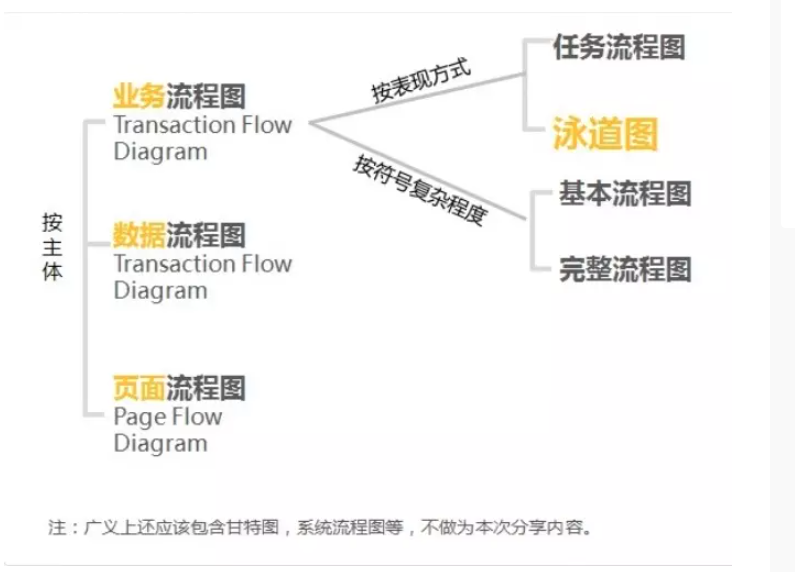 按主体
业务流程图
Transaction Flow
Diagram
数据流程图
Transaction Flow
Diagram
页面流程图
Page Flow
Diagram
按表现方式
任务流程图
泳道图
按符号复杂程度
基本流程图
完整流程图
注：广义上还应该包含甘特图，系统流程图等，不做为本次分享内容。